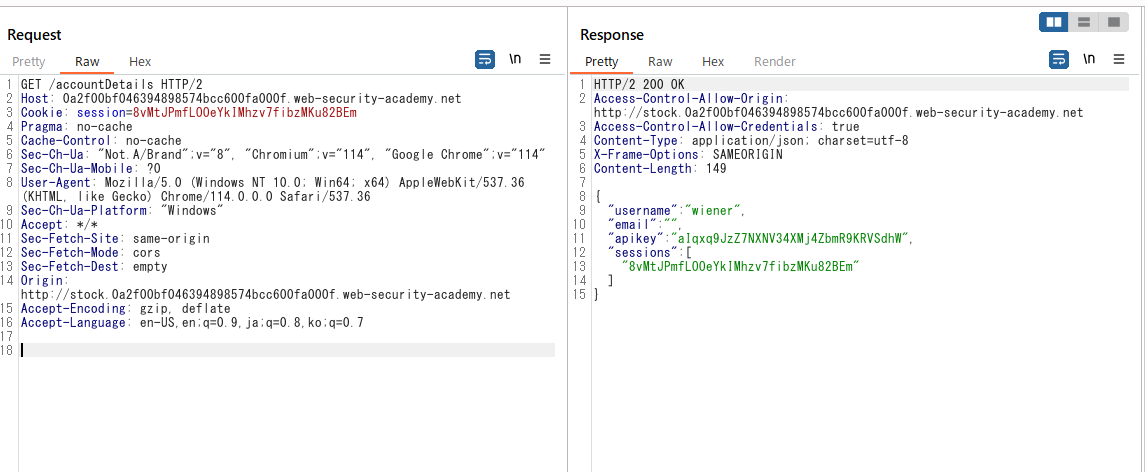 Request
Pretty Raw Hex \n
1 GET /accountDetails HTTP/2
2 Host: 0a2f00bf046394898574bcc600fa000f.web-security-academy.net
3 Cookie: session=8vMtJPmfLO0eYkIMhzv7fibzMKu82BEm
4 Pragma: no-cache
5 Cache-Control: no-cache
6 Sec-Ch-Ua: "Not.A/Brand";v="8", "Chromium";v="114", "Google Chrome";v="114"
7 Sec-Ch-Ua-Mobile: ?0
8 User-Agent: Mozilla/5.0 (Windows NT 10.0; Win64; x64) AppleWebKit/537.36
(KHTML, like Gecko) Chrome/114.0.0.0 Safari/537.36
9 Sec-Ch-Ua-Platform: "Windows"
10 Accept: */*
11 Sec-Fetch-Site: same-origin
12 Sec-Fetch-Mode: cors
13 Sec-Fetch-Dest: empty
14 Origin:
http://stock.0a2f00bf046394898574bcc600fa000f.web-security-academy.net
15 Accept-Encoding: gzip, deflate
16 Accept-Language: en-US,en;q=0.9,ja;q=0.8,ko;q=0.7
17
18
Response
Pretty Raw Hex Render \n
1 HTTP/2 200 OK
2 Access-Control-Allow-Origin:
http://stock.0a2f00bf046394898574bcc600fa000f.web-security-academy.net
3 Access-Control-Allow-Credentials: true
4 Content-Type: application/json; charset=utf-8
5 X-Frame-Options: SAMEORIGIN
6 Content-Length: 149
7
8 {
9 "username":"wiener",
10 "email":"",
11 "apikey":"aIqxq9JzZ7NXNV34XMj4ZbmR9KRVSdhW",
12 "sessions":[
13 "8vMtJPmfLO0eYkIMhzv7fibzMKu82BEm"
14 ]
15 }